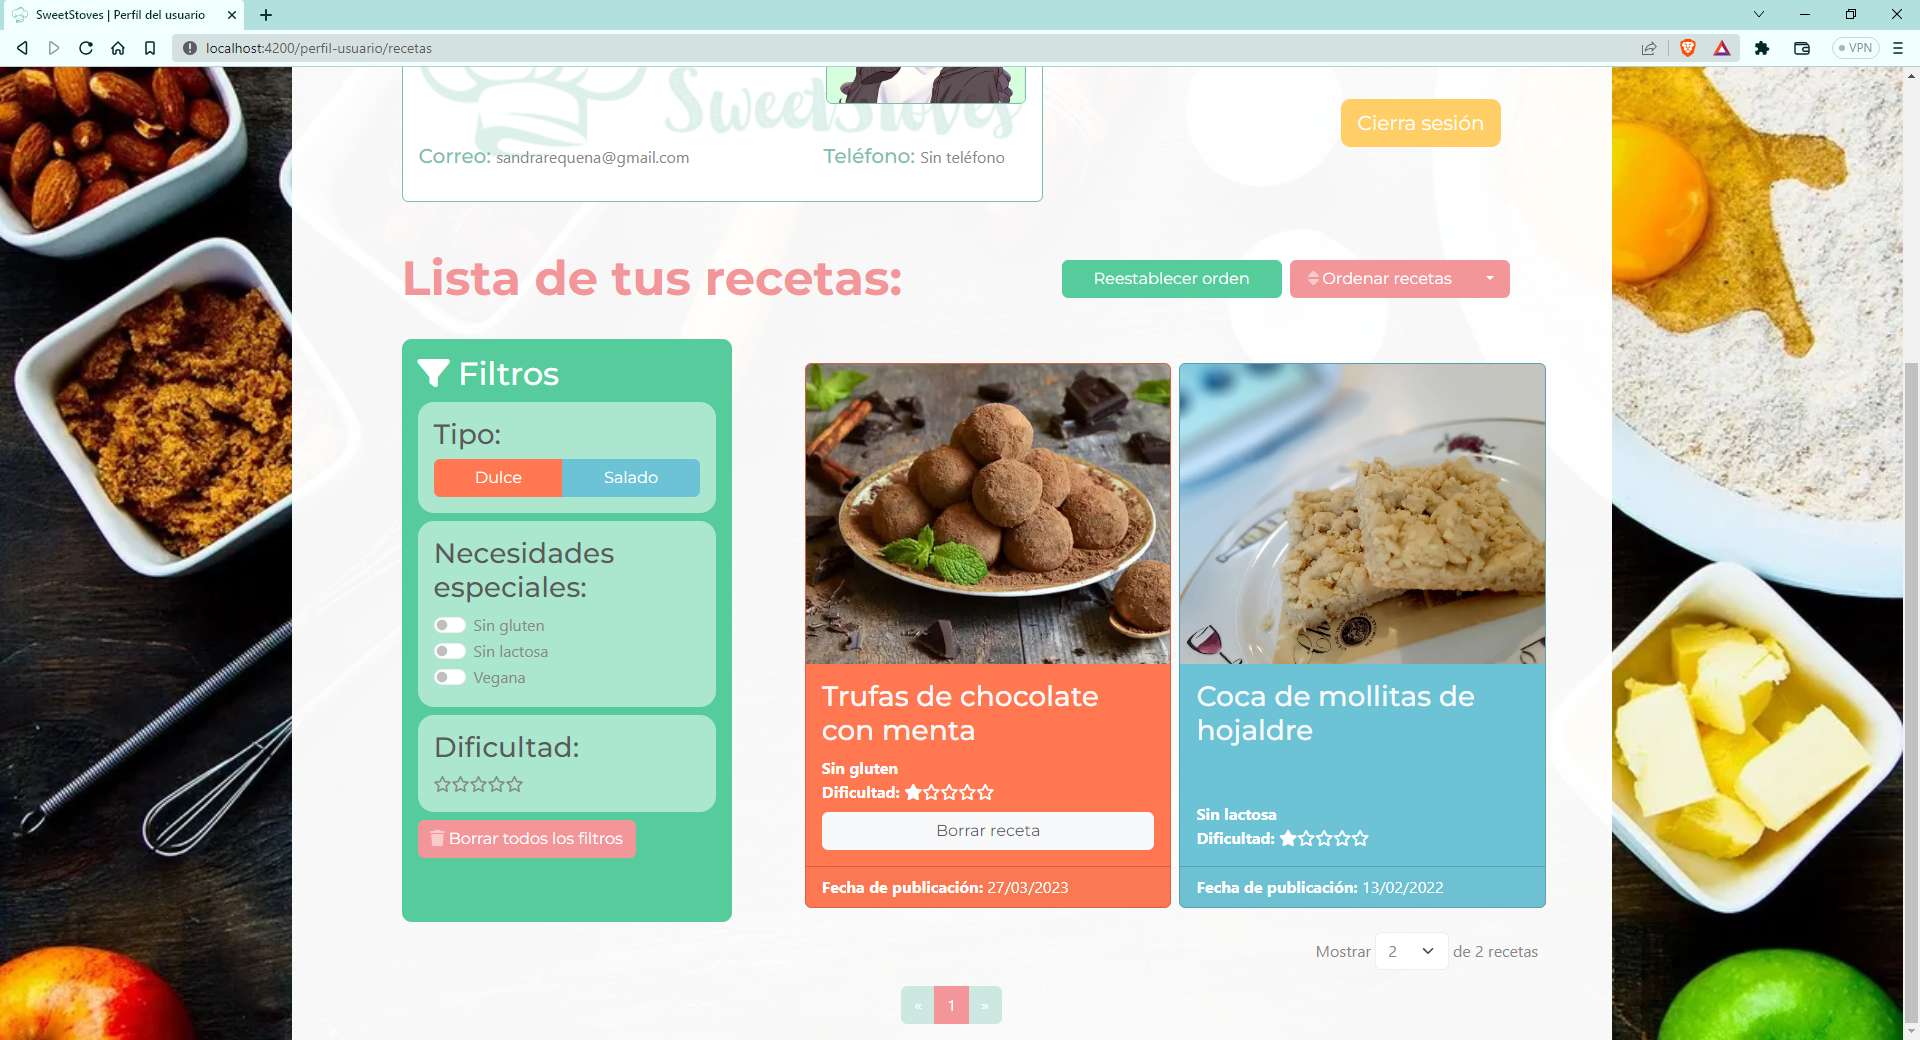 SweetStoves | Perfil del usuario
localhost:4200/perfil-usuario/recetas
VPN
SweetStoves
Cierra sesión
Correo: sandrarequena@gmail.com
Teléfono: Sin teléfono
Lista de tus recetas:
Reestablecer orden
Ordenar recetas
Filtros
Tipo:
Dulce
Salado
Necesidades
especiales:
Sin gluten
Sin lactosa
Vegana
Dificultad:
Borrar todos los filtros
Trufas de chocolate
con menta
Sin gluten
Dificultad:
Borrar receta
Fecha de publicación: 27/03/2023
Coca de mollitas de
hojaldre
Sin lactosa
Dificultad:
Fecha de publicación: 13/02/2022
Mostrar 2 de 2 recetas
« 1 »